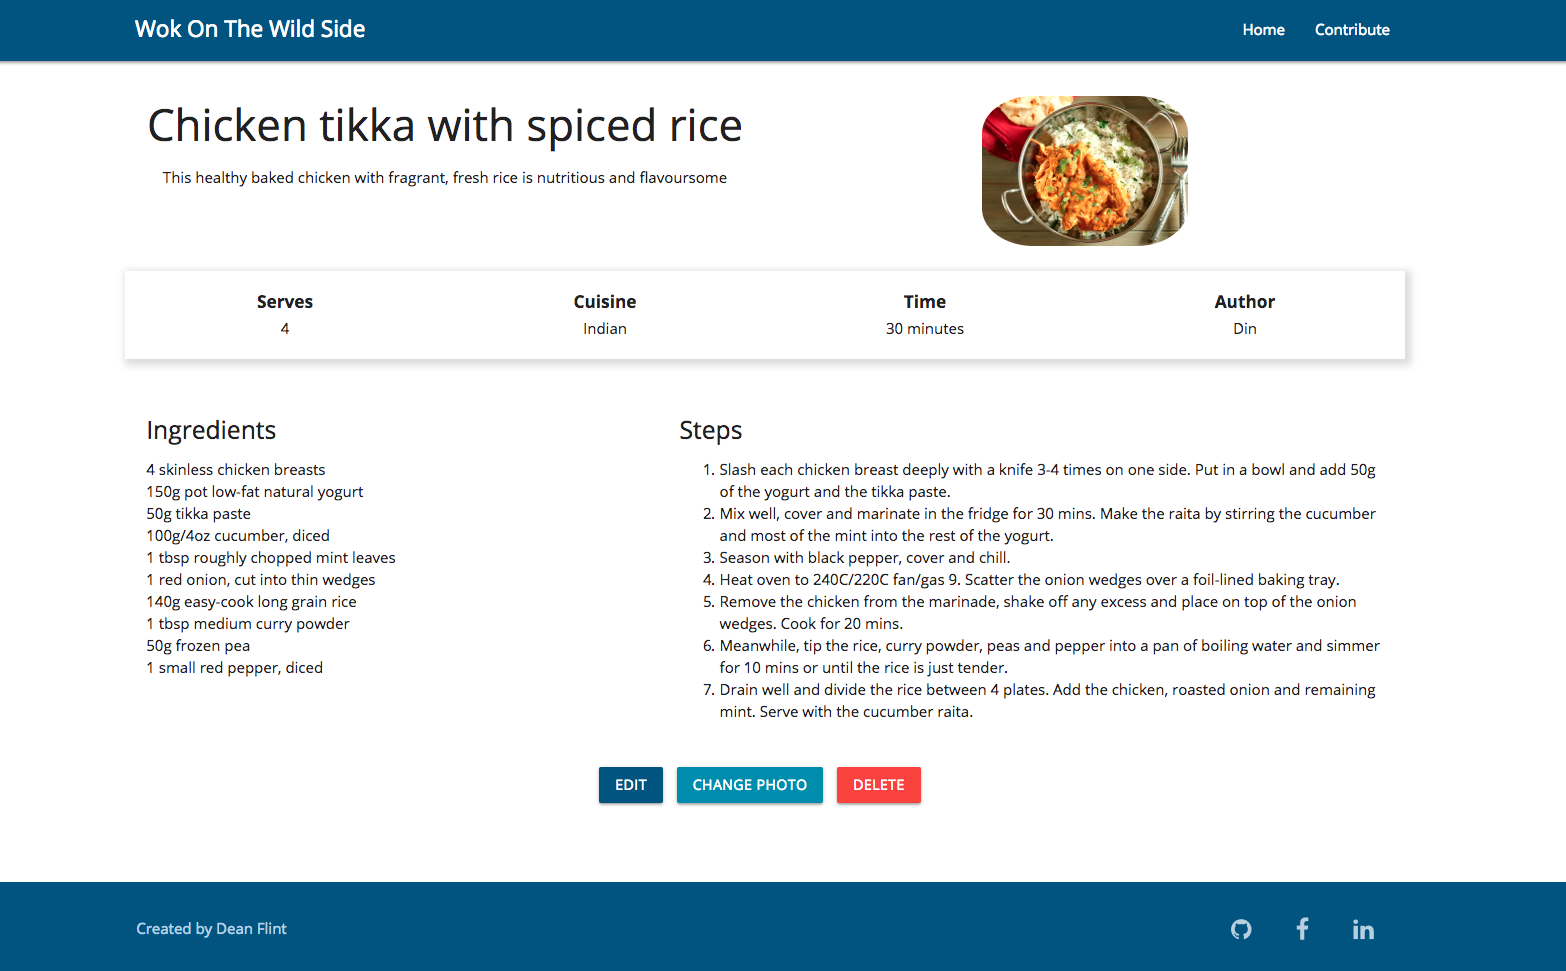 Wok On The Wild Side
Home
Contribute
Chicken tikka with spiced rice
This healthy baked chicken with fragrant, fresh rice is nutritious and flavoursome
Serves
4
Cuisine
Indian
Time
30 minutes
Author
Din
Ingredients
4 skinless chicken breasts
150g pot low-fat natural yogurt
50g tikka paste
100g/4oz cucumber, diced
1 tbsp roughly chopped mint leaves
1 red onion, cut into thin wedges
140g easy-cook long grain rice
1 tbsp medium curry powder
50g frozen pea
1 small red pepper, diced
Steps
1. Slash each chicken breast deeply with a knife 3-4 times on one side. Put in a bowl and add 50g
of the yogurt and the tikka paste.
2. Mix well, cover and marinate in the fridge for 30 mins. Make the raita by stirring the cucumber
and most of the mint into the rest of the yogurt.
3. Season with black pepper, cover and chill.
4. Heat oven to 240C/220C fan/gas 9. Scatter the onion wedges over a foil-lined baking tray.
5. Remove the chicken from the marinade, shake off any excess and place on top of the onion
wedges. Cook for 20 mins.
6. Meanwhile, tip the rice, curry powder, peas and pepper into a pan of boiling water and simmer
for 10 mins or until the rice is just tender.
7. Drain well and divide the rice between 4 plates. Add the chicken, roasted onion and remaining
mint. Serve with the cucumber raita.
EDIT
CHANGE PHOTO
DELETE
Created by Dean Flint